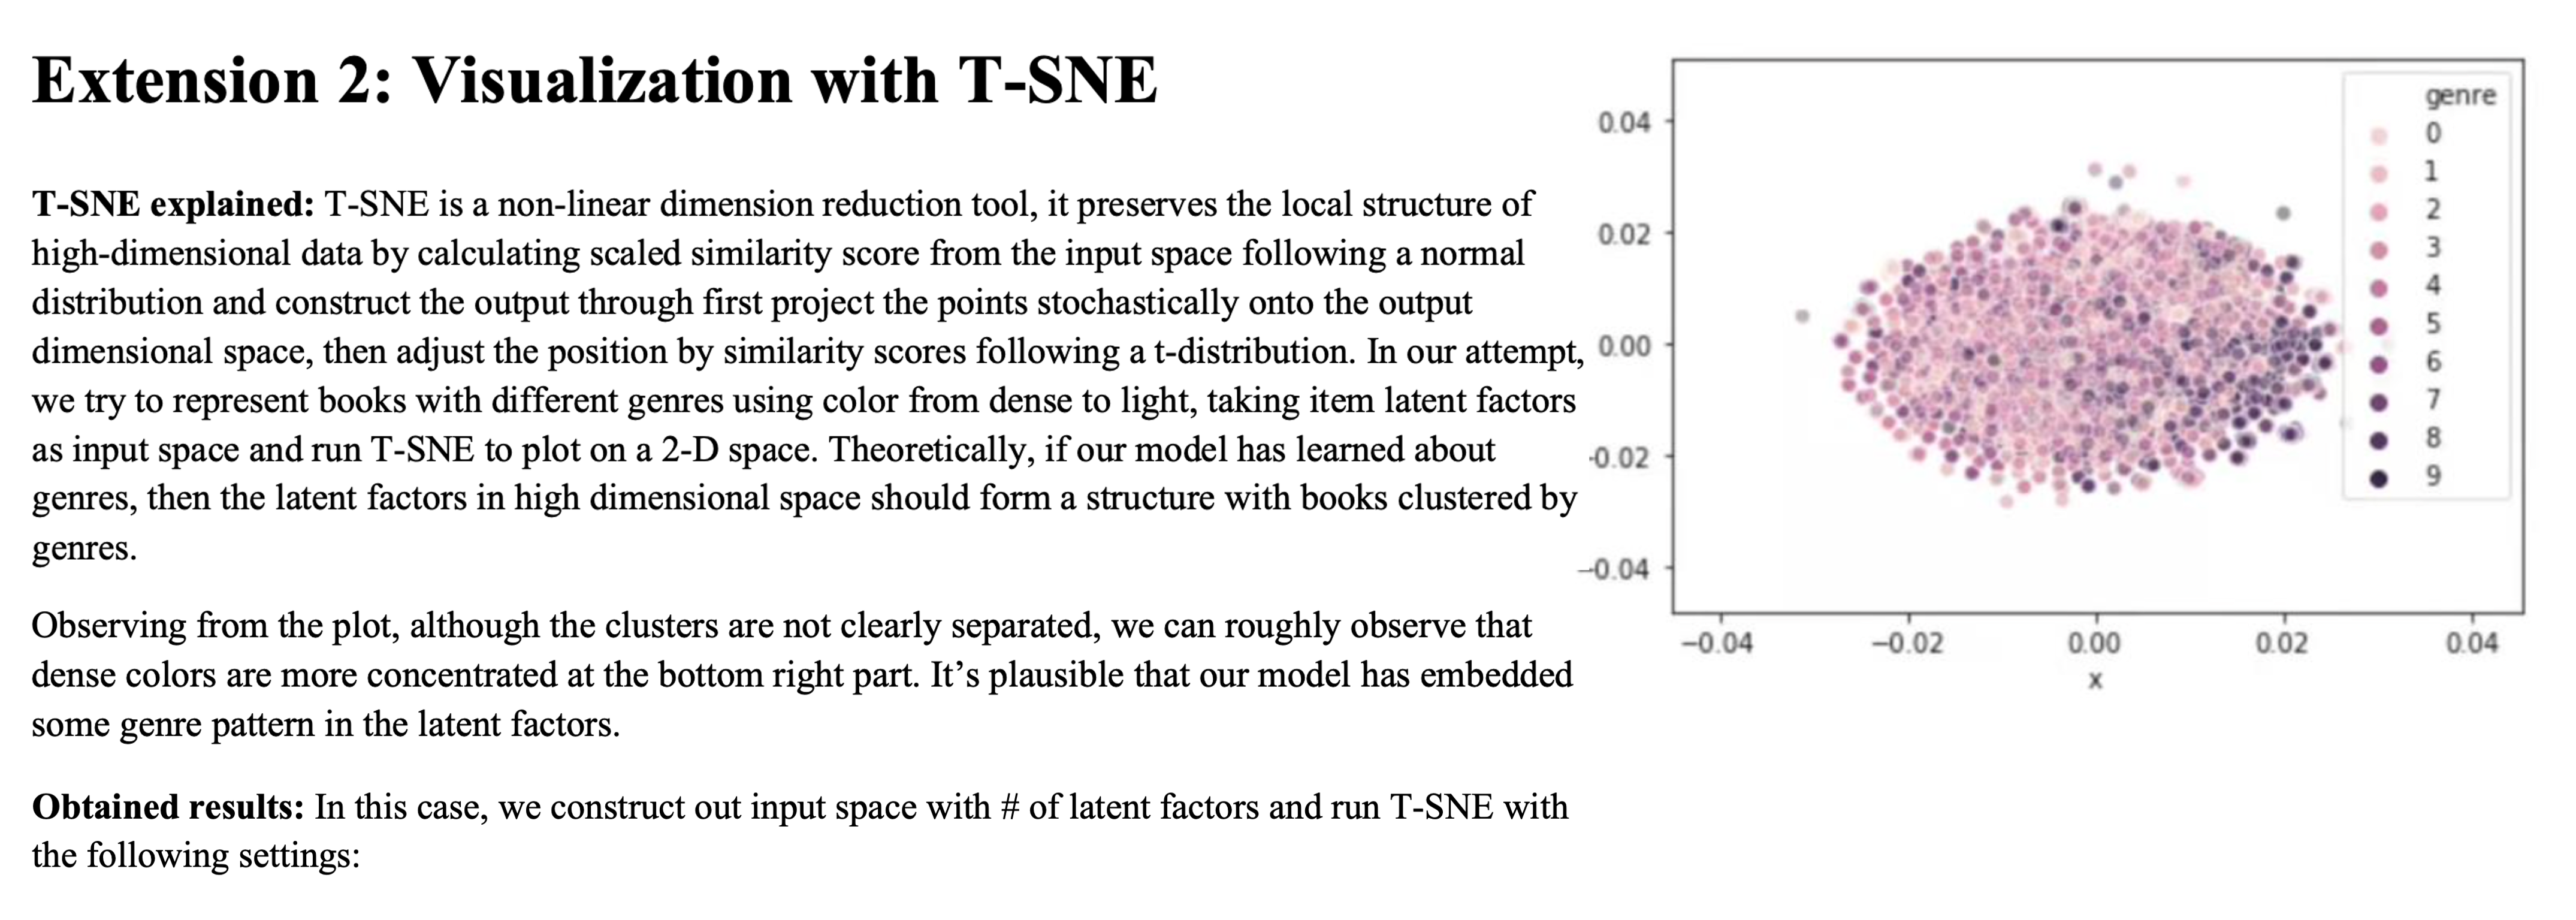 Extension 2: Visualization with T-SNE
T-SNE explained: T-SNE is a non-linear dimension reduction tool, it preserves the local structure of
high-dimensional data by calculating scaled similarity score from the input space following a normal
distribution and construct the output through first project the points stochastically onto the output
dimensional space, then adjust the position by similarity scores following a t-distribution. In our attempt,
we try to represent books with different genres using color from dense to light, taking item latent factors
as input space and run T-SNE to plot on a 2-D space. Theoretically, if our model has learned about
genres, then the latent factors in high dimensional space should form a structure with books clustered by
genres.
Observing from the plot, although the clusters are not clearly separated, we can roughly observe that
dense colors are more concentrated at the bottom right part. It’s plausible that our model has embedded
some genre pattern in the latent factors.
Obtained results: In this case, we construct out input space with # of latent factors and run T-SNE with
the following settings:
0.04
0.02
0.00
-0.02
−0.04
−0.04 −0.02 0.00 0.02 0.04
x
genre
0
1
2
3
4
5
6
7
8
9